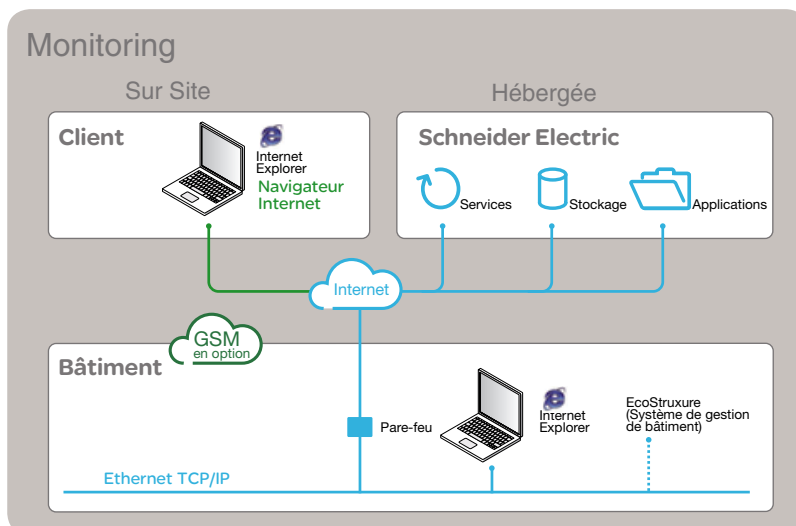 Monitoring
Sur Site
Hébergée
Client
Internet
Explorer
Navigateur
Internet
Schneider Electric
Services
Stockage
Applications
Internet
GSM
en option
Bâtiment
Pare-feu
Internet
Explorer
EcoStruxure
(Système de gestion
de bâtiment)
Ethernet TCP/IP